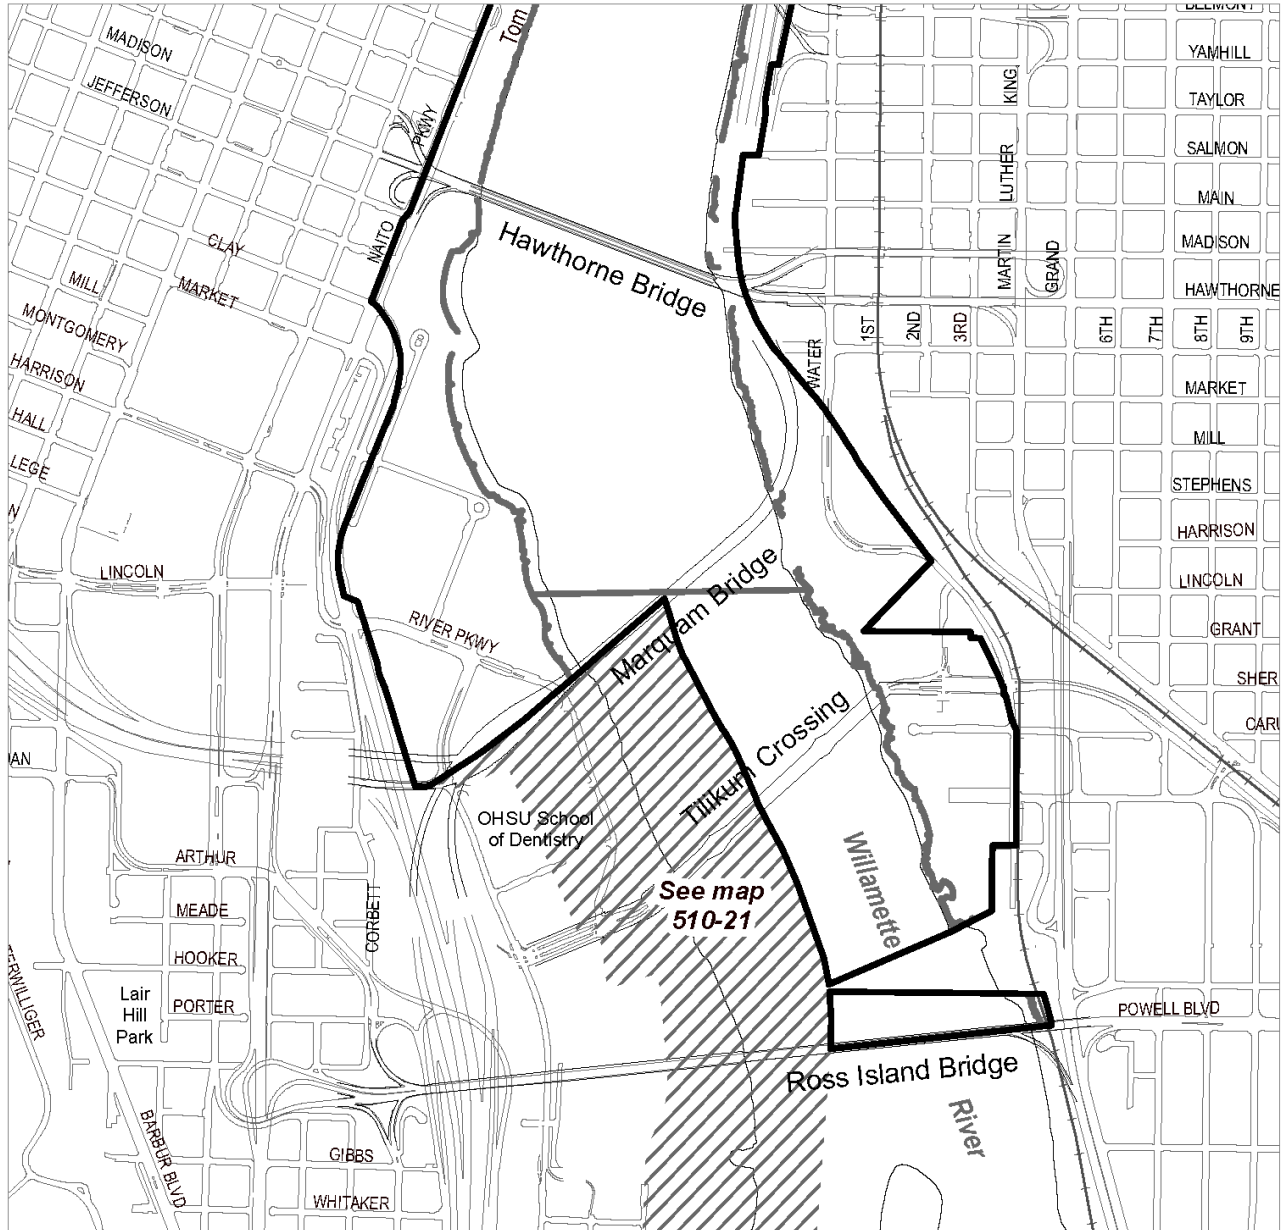 BELMONT
Tom
MADISON
JEFFERSON
YAMHILL
KING
TAYLOR
PKWY
SALMON
LUTHER
MAIN
NAITO
CLAY
Hawthorne Bridge
MARTIN
GRAND
MADISON
MILL
MARKET
HAWTHORNE
MONTGOMERY
1ST
2ND
3RD
6TH
7TH
8TH
9TH
HARRISON
WATER
MARKET
HALL
MILL
LEGE
STEPHENS
W
HARRISON
LINCOLN
LINCOLN
Marquam Bridge
RIVER PKWY
GRANT
SHER
Tilikum Crossing
CARU
AN
OHSU School
of Dentistry
ARTHUR
Willamette
CORBETT
See map
510-21
MEADE
HOOKER
ERWILLIGER
Lair
Hill
Park
PORTER
POWELL BLVD
Ross Island Bridge
River
BARBUR BLVD
GIBBS
WHITAKER